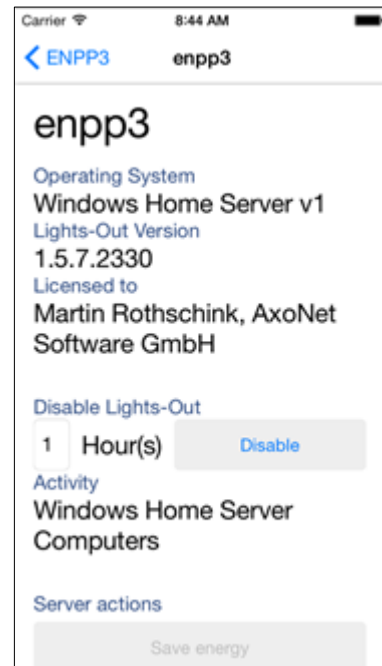 Carrier 8:44 AM
ENPP3 enpp3
enpp3
Operating System
Windows Home Server v1
Lights-Out Version
1.5.7.2330
Licensed to
Martin Rothschink, AxoNet
Software GmbH
Disable Lights-Out
1 Hour(s) Disable
Activity
Windows Home Server
Computers
Server actions
Save energy